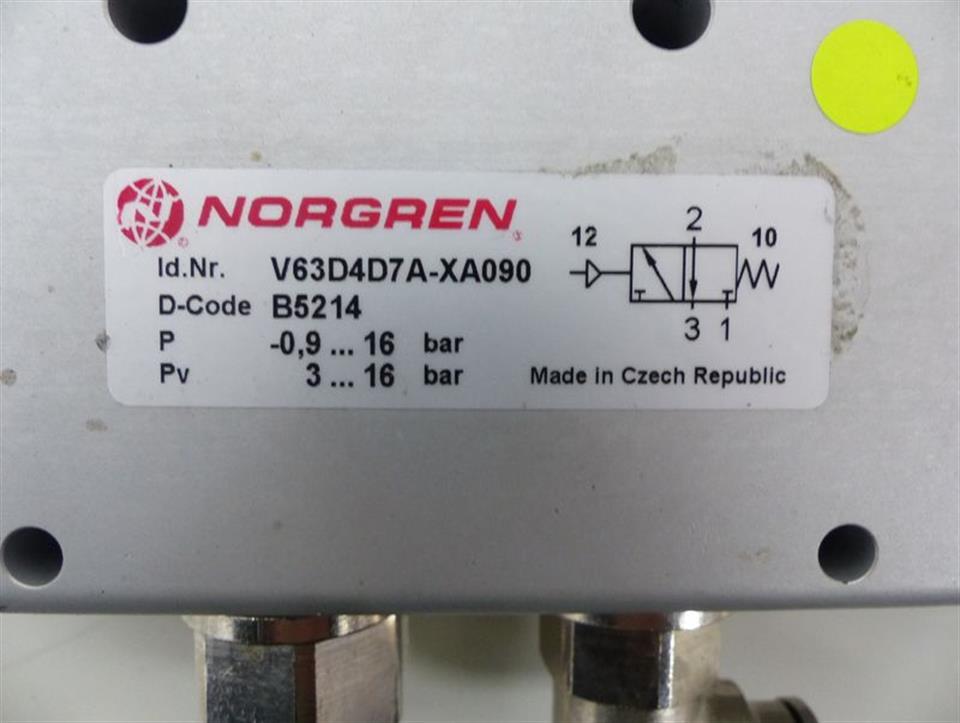 NORGREN®
Id.Nr. V63D4D7A-XA090
D-Code B5214
P -0,9 ... 16 bar
Pv 3 ... 16 bar
12 2 10
3 1
Made in Czech Republic